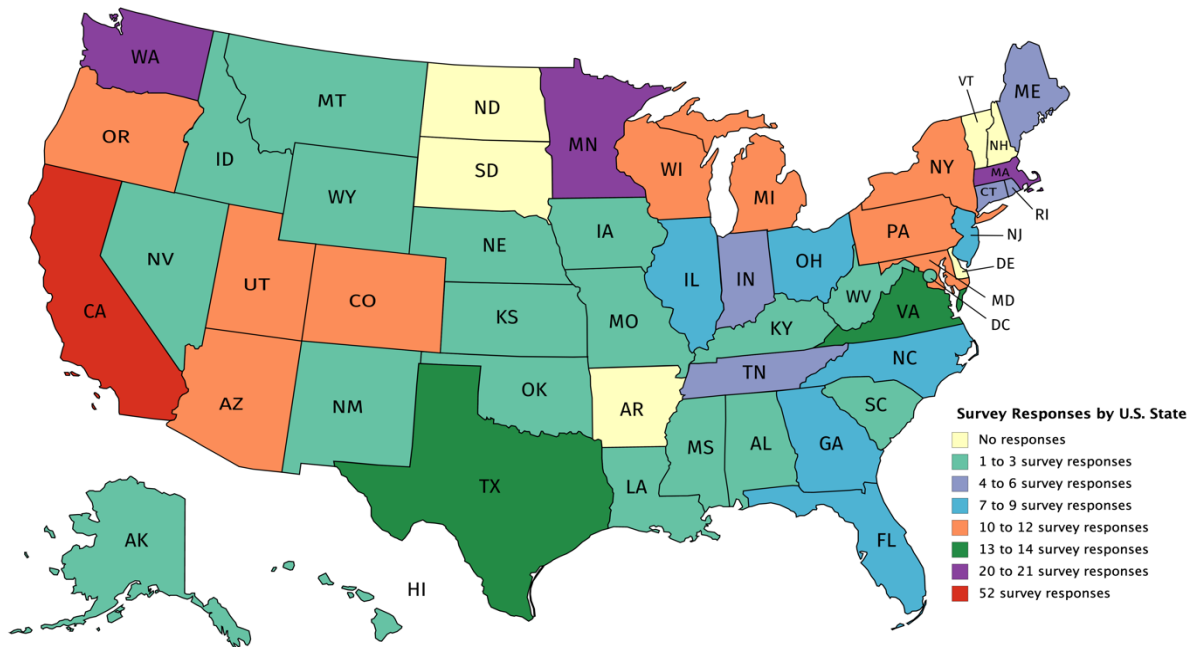 WA
MT
ND
MN
VT
ME
OR
ID
SD
WI
NH
NY
MA
WY
MI
CT
RI
NV
NE
IA
PA
NJ
UT
IL
IN
OH
DE
CA
CO
KS
MO
WV
MD
VA
KY
DC
TN
NC
AZ
NM
OK
AR
SC
MS
AL
GA
TX
LA
AK
FL
HI
Survey Responses by U.S. State
No responses
1 to 3 survey responses
4 to 6 survey responses
7 to 9 survey responses
10 to 12 survey responses
13 to 14 survey responses
20 to 21 survey responses
52 survey responses